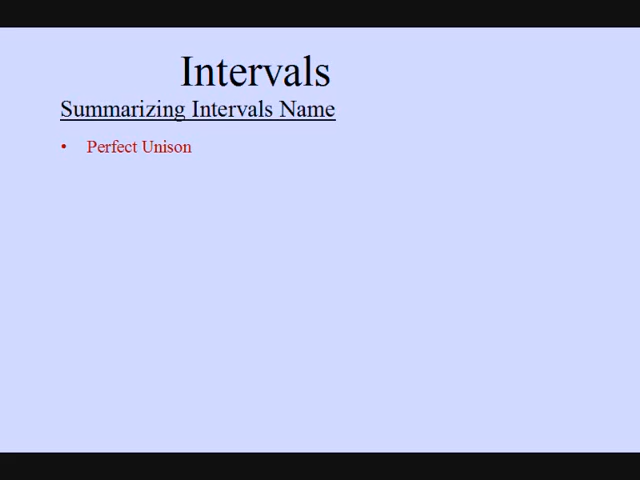 Intervals
Summarizing Intervals Name
• Perfect Unison